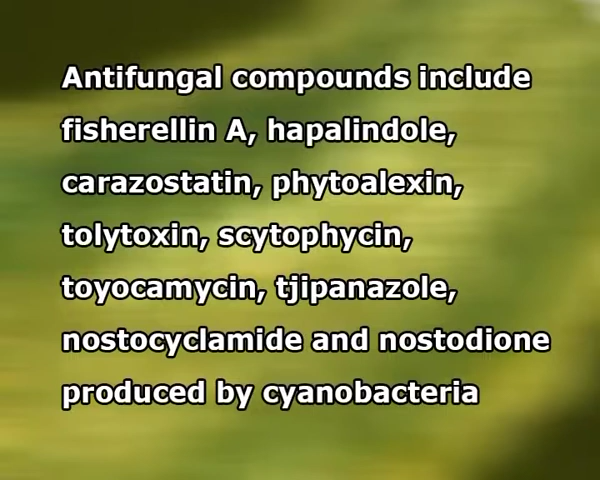 Antifungal compounds include
fisherellin A, hapalindole,
carazostatin, phytoalexin,
tolytoxin, scytophycin,
toyocamycin, tjipanazole,
nostocyclamide and nostodione
produced by cyanobacteria